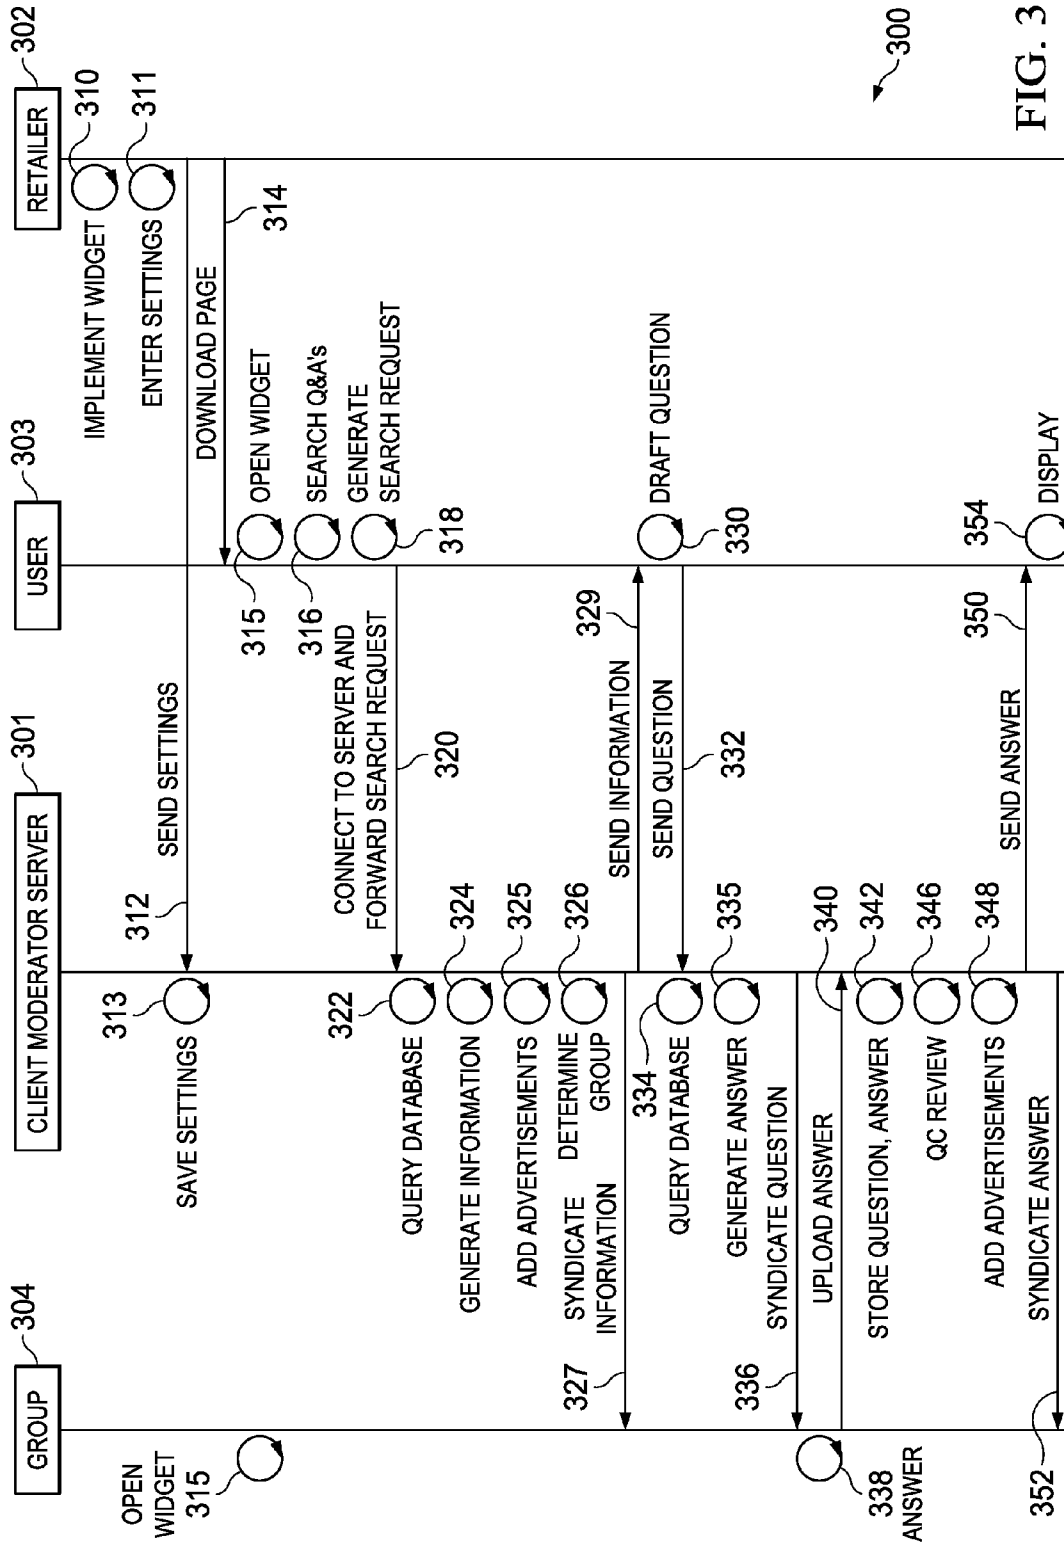 GROUP
304
CLIENT MODERATOR SERVER
301
USER
303
RETAILER
302
310
IMPLEMENT WIDGET
311
ENTER SETTINGS
SEND SETTINGS
312
313
SAVE SETTINGS
DOWNLOAD PAGE
314
OPEN
WIDGET
315
315
OPEN WIDGET
316
SEARCH Q&A's
GENERATE
SEARCH REQUEST
318
CONNECT TO SERVER AND
FORWARD SEARCH REQUEST
320
322
QUERY DATABASE
324
GENERATE INFORMATION
325
ADD ADVERTISEMENTS
326
DETERMINE
GROUP
SYNDICATE
INFORMATION
327
SEND INFORMATION
329
DRAFT QUESTION
330
SEND QUESTION
332
334
QUERY DATABASE
335
GENERATE ANSWER
SYNDICATE QUESTION
336
338
ANSWER
UPLOAD ANSWER
340
342
STORE QUESTION, ANSWER
346
QC REVIEW
348
ADD ADVERTISEMENTS
SEND ANSWER
350
SYNDICATE ANSWER
352
354
DISPLAY
300
FIG. 3